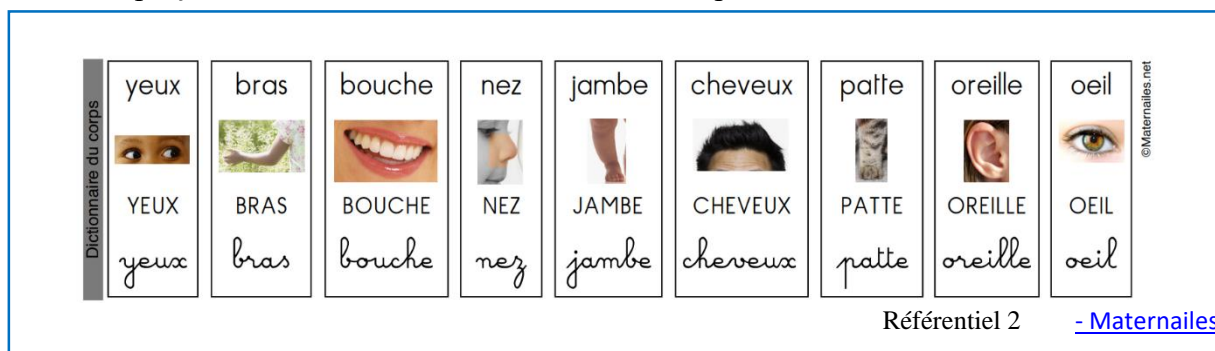 Dictionnaire du corps
yeux bras bouche nez jambe cheveux patte oreille oeil
YEUX BRAS BOUCHE NEZ JAMBE CHEVEUX PATTE OREILLE OEIL
yeux bras bouche nez jambe cheveux patte oreille oeil
©Maternailes.net
Référentiel 2 - Maternailes